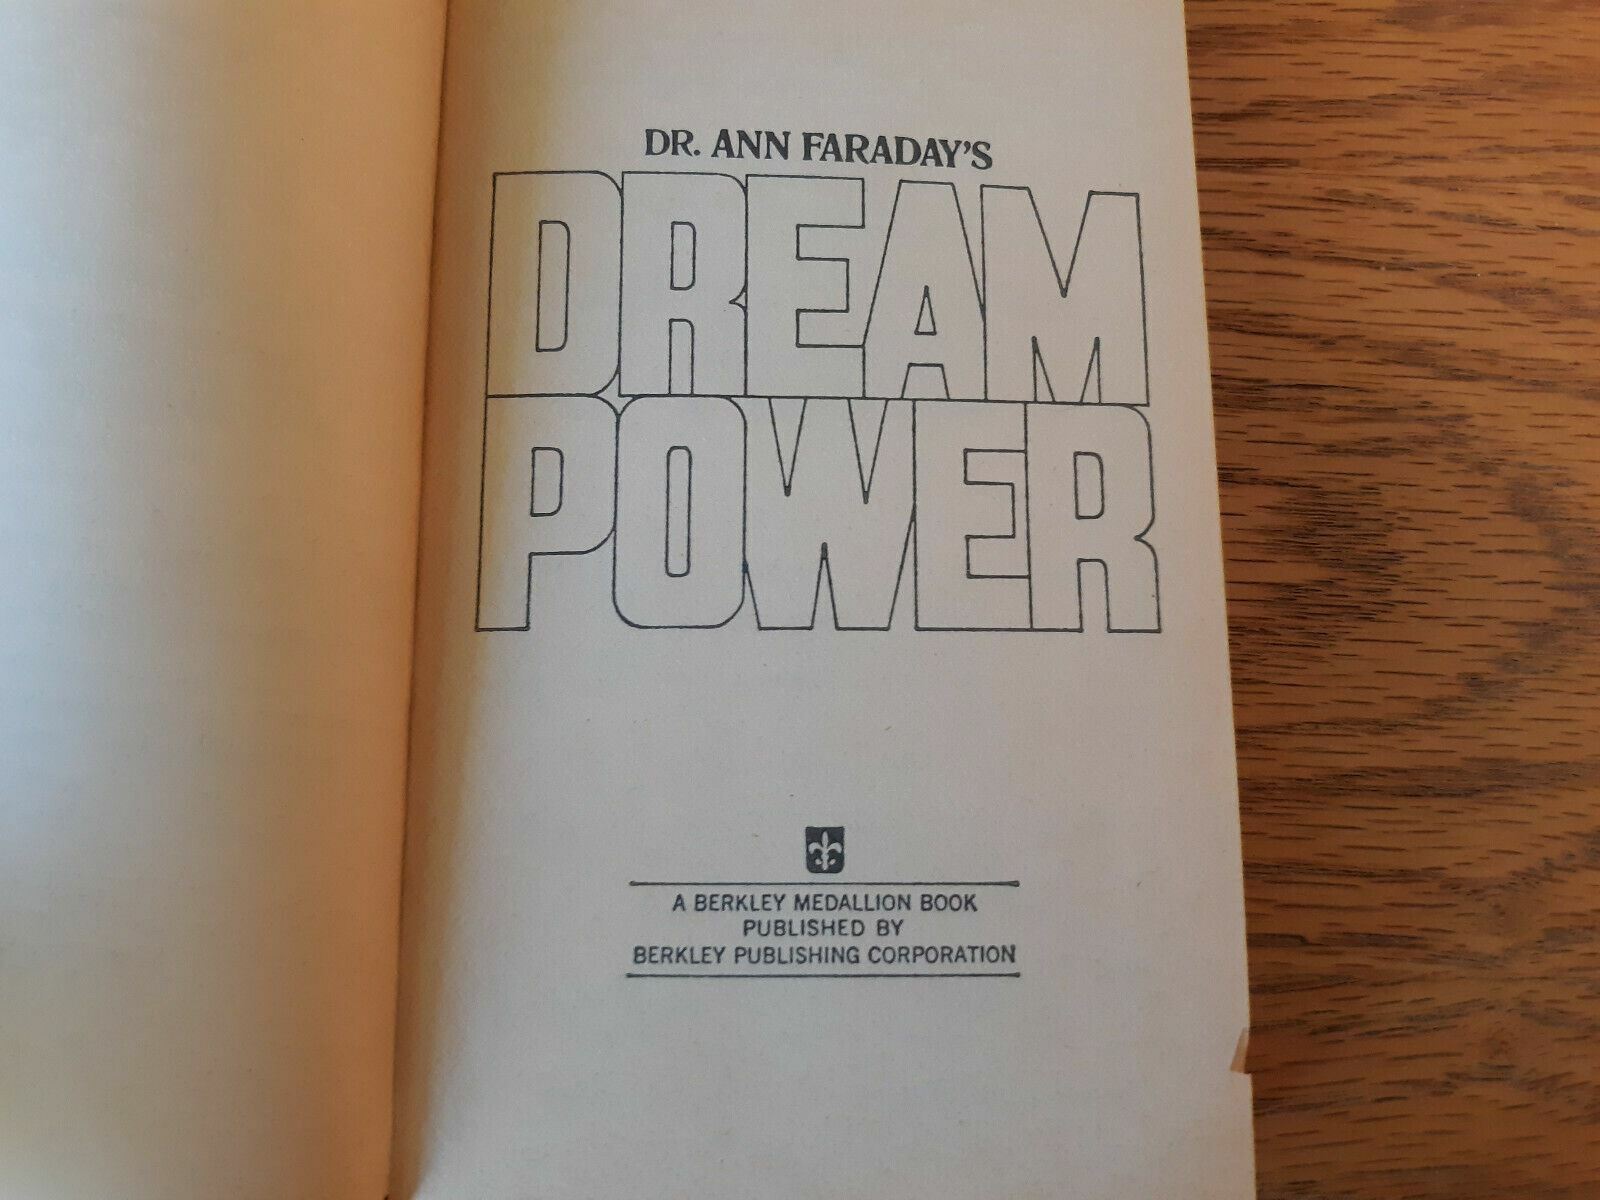 DR. ANN FARADAY'S
DREAM
POWER
A BERKLEY MEDALLION BOOK
PUBLISHED BY
BERKLEY PUBLISHING CORPORATION